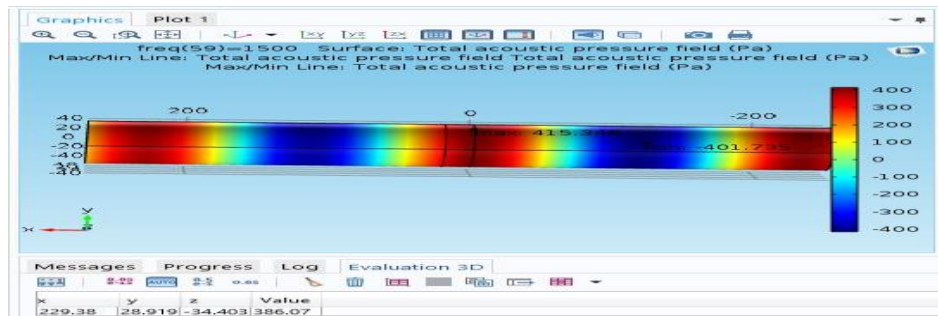 Graphics Plot 1
freq(59)=1500 Surface: Total acoustic pressure field (Pa)
Max/Min Line: Total acoustic pressure field Total acoustic pressure field (Pa)
Max/Min Line: Total acoustic pressure field (Pa)
200 0 -200
40
20
0
-20
-40
400
300
200
100
0
-100
-200
-300
-400
-401.735
y
x
Messages Progress Log Evaluation 3D
AUTO
x y z Value
229.38 28.919 -34.403 386.07